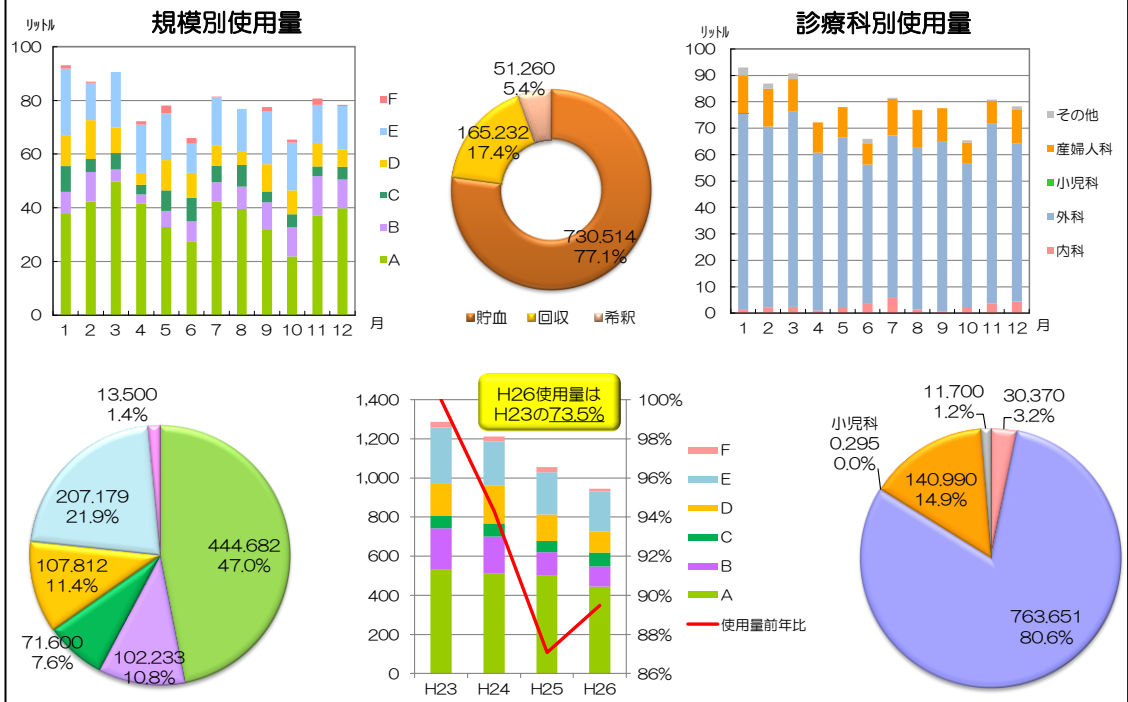 規模別使用量
ﾘｯﾄﾙ
100
80
60
40
20
0
1 2 3 4 5 6 7 8 9 10 11 12 月
F
E
D
C
B
A
51.260
5.4%
165.232
17.4%
730.514
77.1%
貯血 回収 希釈
診療科別使用量
ﾘｯﾄﾙ
100
90
80
70
60
50
40
30
20
10
0
1 2 3 4 5 6 7 8 9 10 11 12 月
その他
産婦人科
小児科
外科
内科
13.500
1.4%
207.179
21.9%
107.812
11.4%
71.600
7.6%
102.233
10.8%
444.682
47.0%
H26使用量は
H23の73.5%
1,400
1,200
1,000
800
600
400
200
0
100%
98%
96%
94%
92%
90%
88%
86%
H23 H24 H25 H26
F
E
D
C
B
A
使用量前年比
11.700
1.2%
30.370
3.2%
小児科
0.295
0.0%
140.990
14.9%
763.651
80.6%